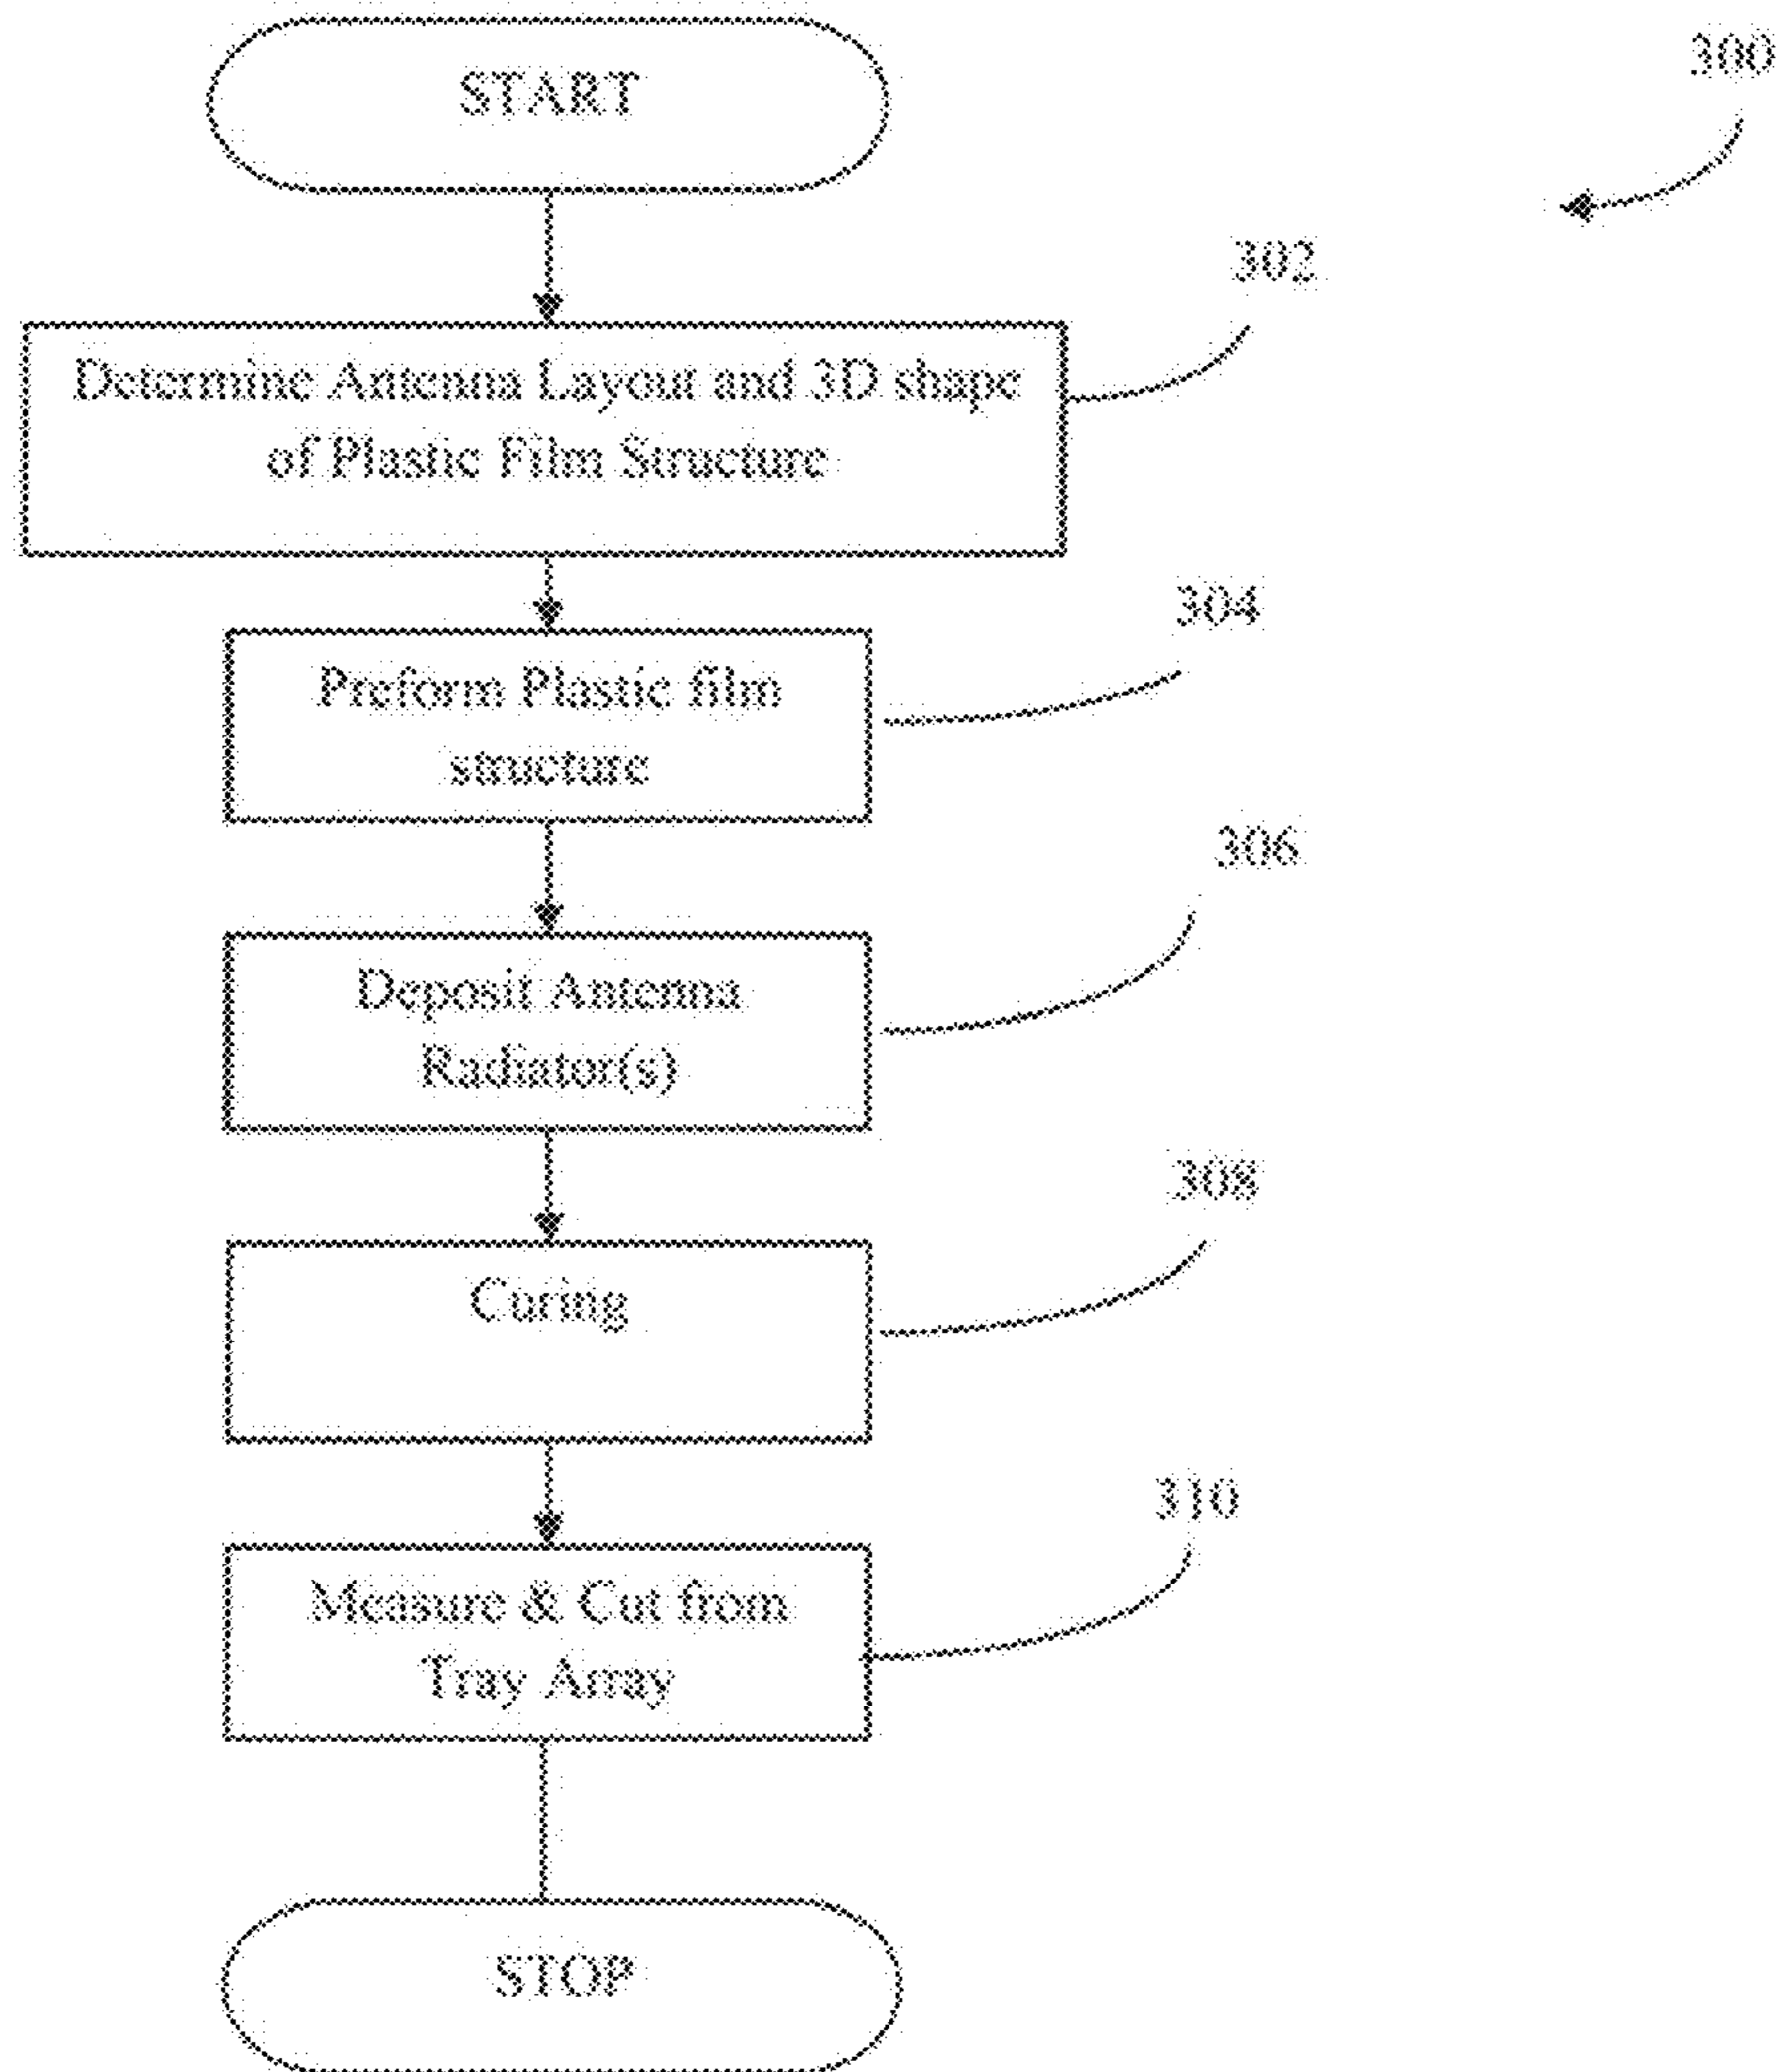 START
300
302
Determine Antenna Layout and 3D shape
of Plastic Film Structure
304
Preform Plastic film
structure
306
Deposit Antenna
Radiator(s)
308
Curing
310
Measure & Cut from
Tray Array
STOP